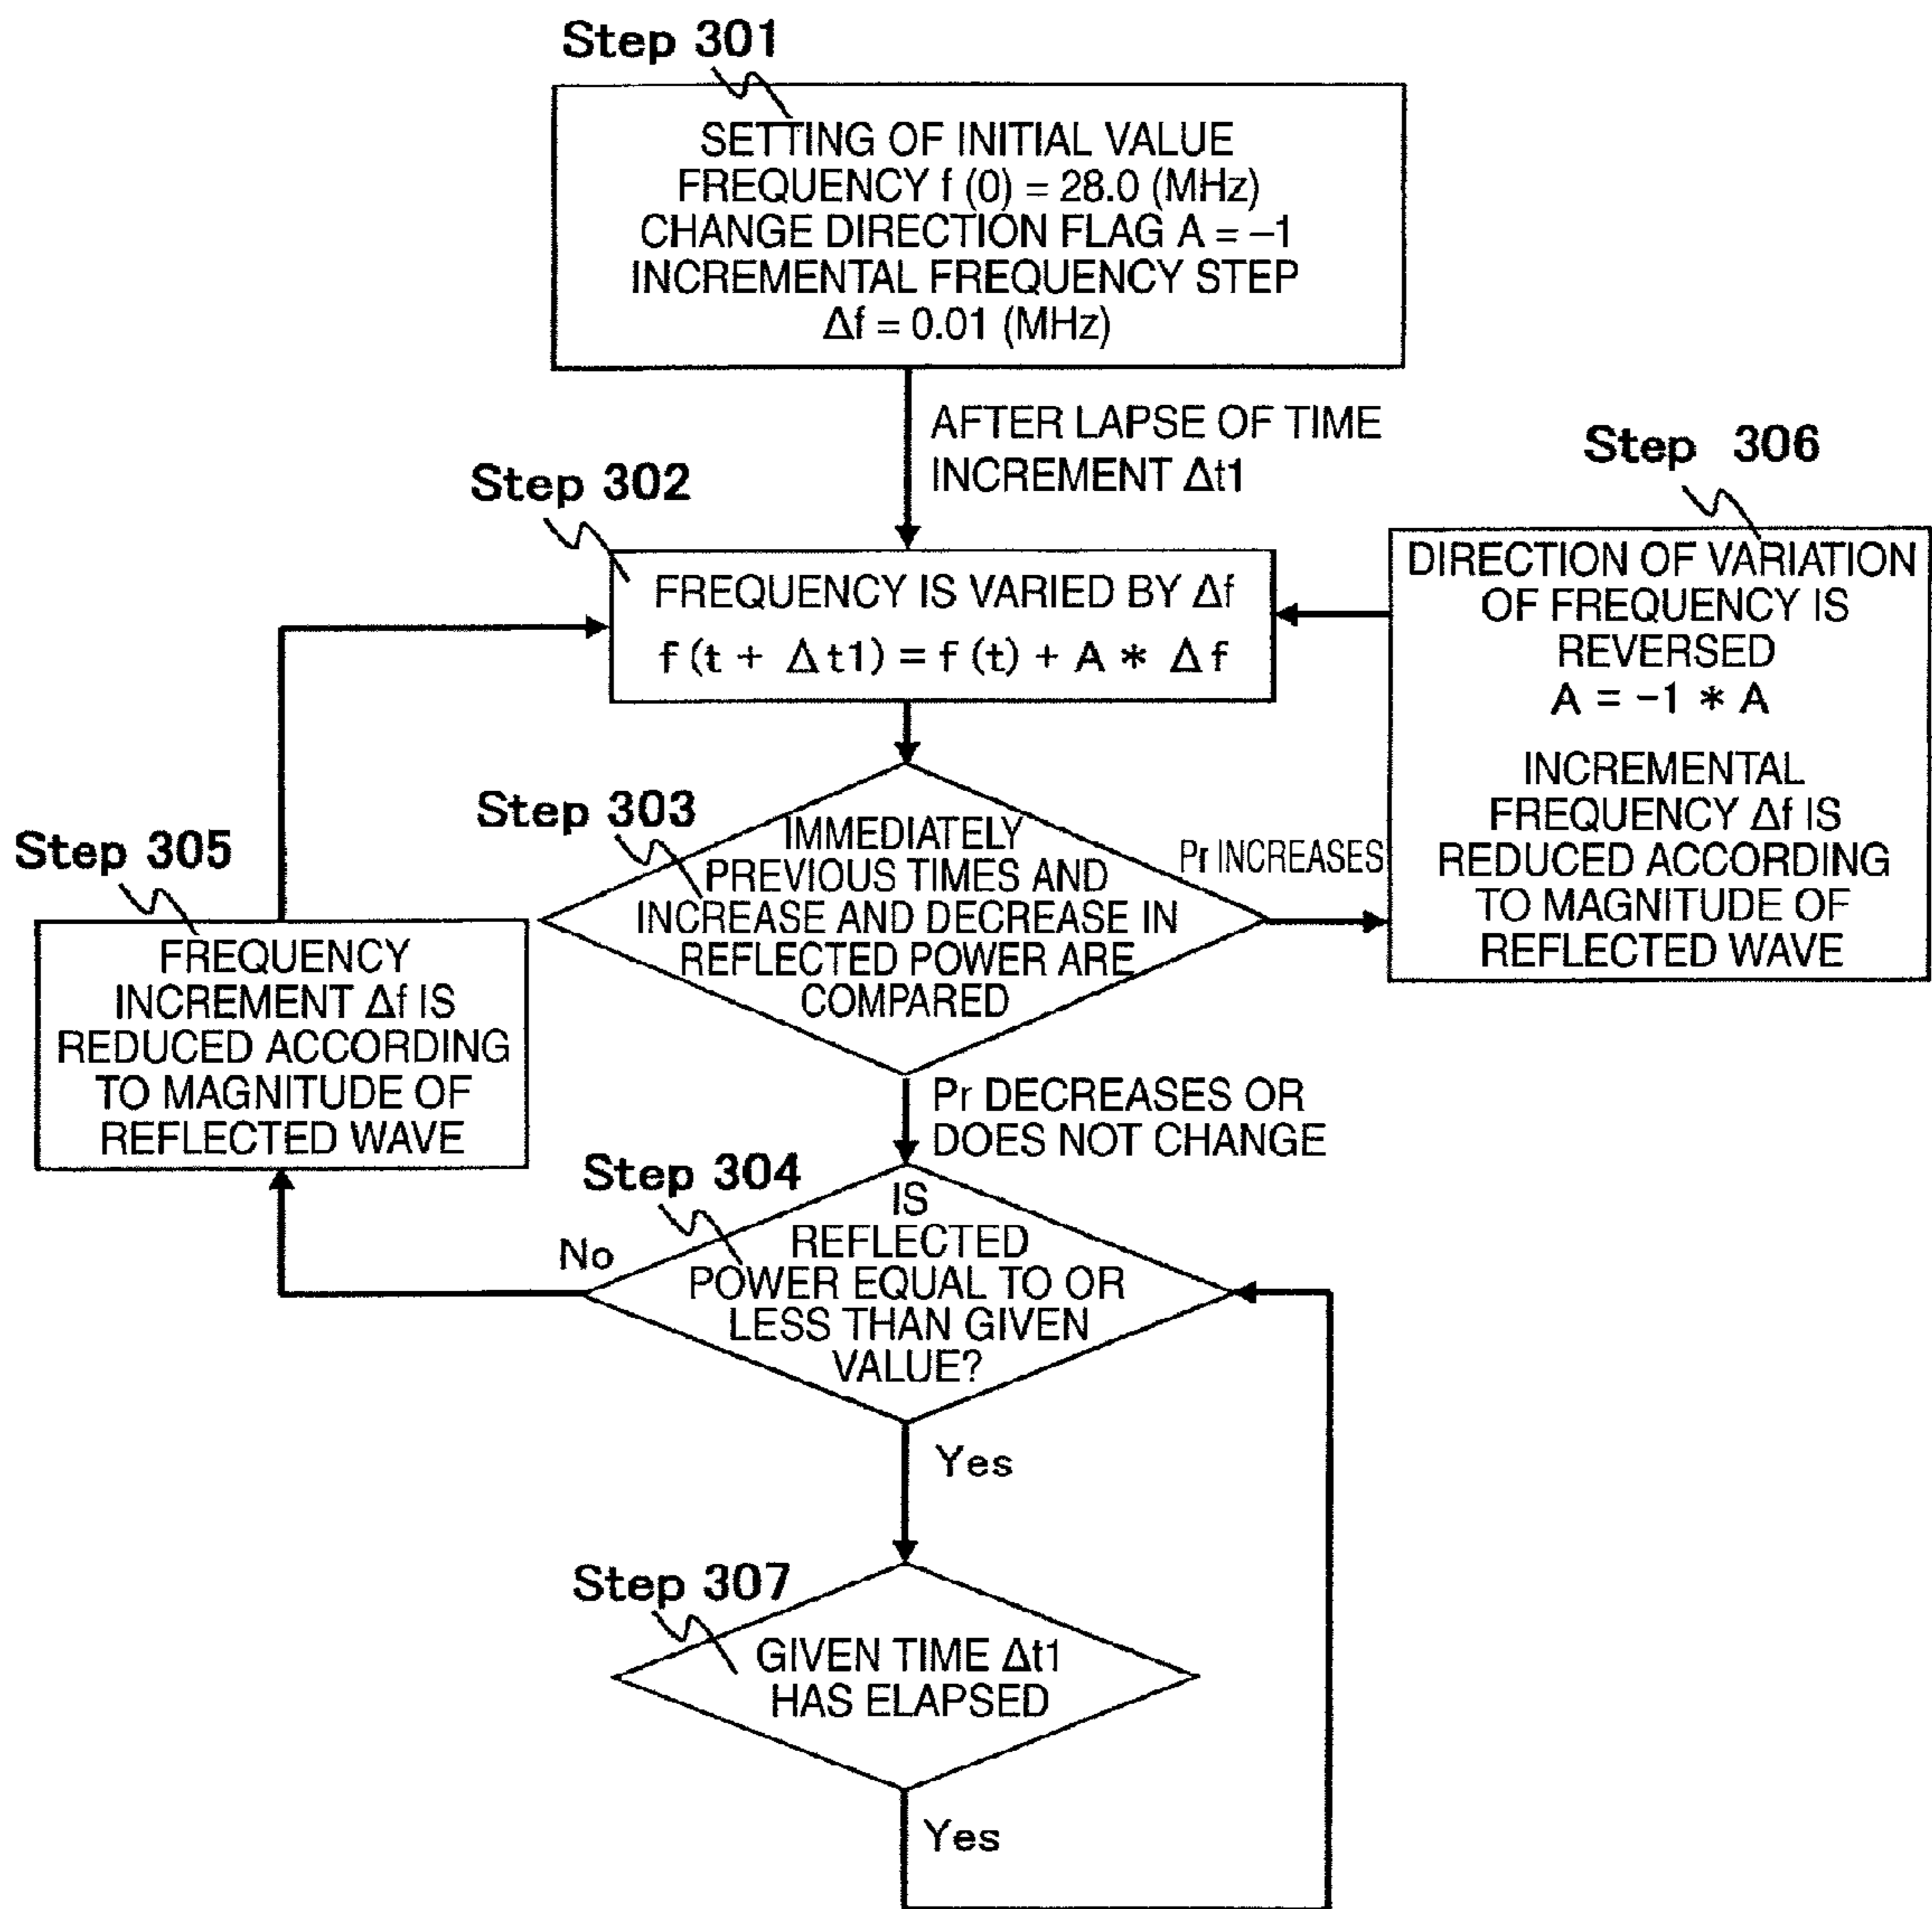 Step 301
SETTING OF INITIAL VALUE
FREQUENCY f (0) = 28.0 (MHz)
CHANGE DIRECTION FLAG A = –1
INCREMENTAL FREQUENCY STEP
Δf = 0.01 (MHz)
AFTER LAPSE OF TIME
INCREMENT Δt1
Step 302
FREQUENCY IS VARIED BY Δf
f (t + Δt1) = f (t) + A * Δf
Step 306
DIRECTION OF VARIATION
OF FREQUENCY IS
REVERSED
A = –1 * A
INCREMENTAL
FREQUENCY Δf IS
REDUCED ACCORDING
TO MAGNITUDE OF
REFLECTED WAVE
Step 303
IMMEDIATELY
PREVIOUS TIMES AND
INCREASE AND DECREASE IN
REFLECTED POWER ARE
COMPARED
Pr INCREASES
Step 305
FREQUENCY
INCREMENT Δf IS
REDUCED ACCORDING
TO MAGNITUDE OF
REFLECTED WAVE
Pr DECREASES OR
DOES NOT CHANGE
Step 304
IS
REFLECTED
POWER EQUAL TO OR
LESS THAN GIVEN
VALUE?
No
Yes
Step 307
GIVEN TIME Δt1
HAS ELAPSED
Yes